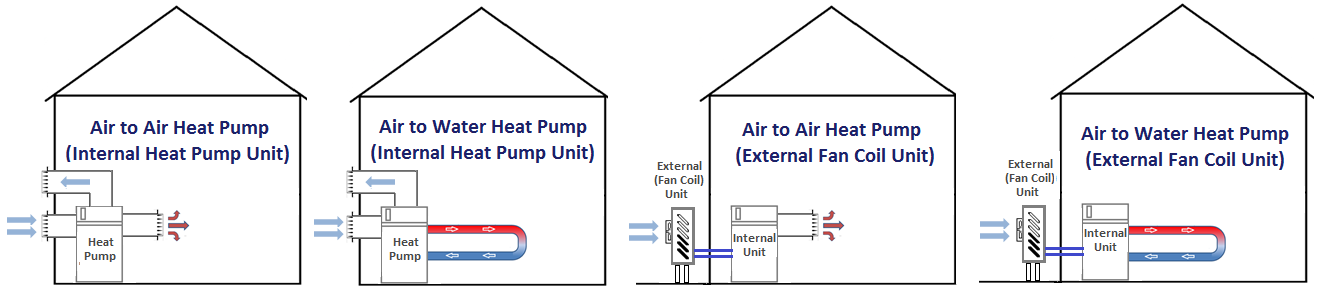 Air to Air Heat Pump
(Internal Heat Pump Unit)
Heat
Pump
Air to Water Heat Pump
(Internal Heat Pump Unit)
Heat
Pump
Air to Air Heat Pump
(External Fan Coil Unit)
External
(Fan Coil)
Unit
Internal
Unit
Air to Water Heat Pump
(External Fan Coil Unit)
External
(Fan Coil)
Unit
Internal
Unit